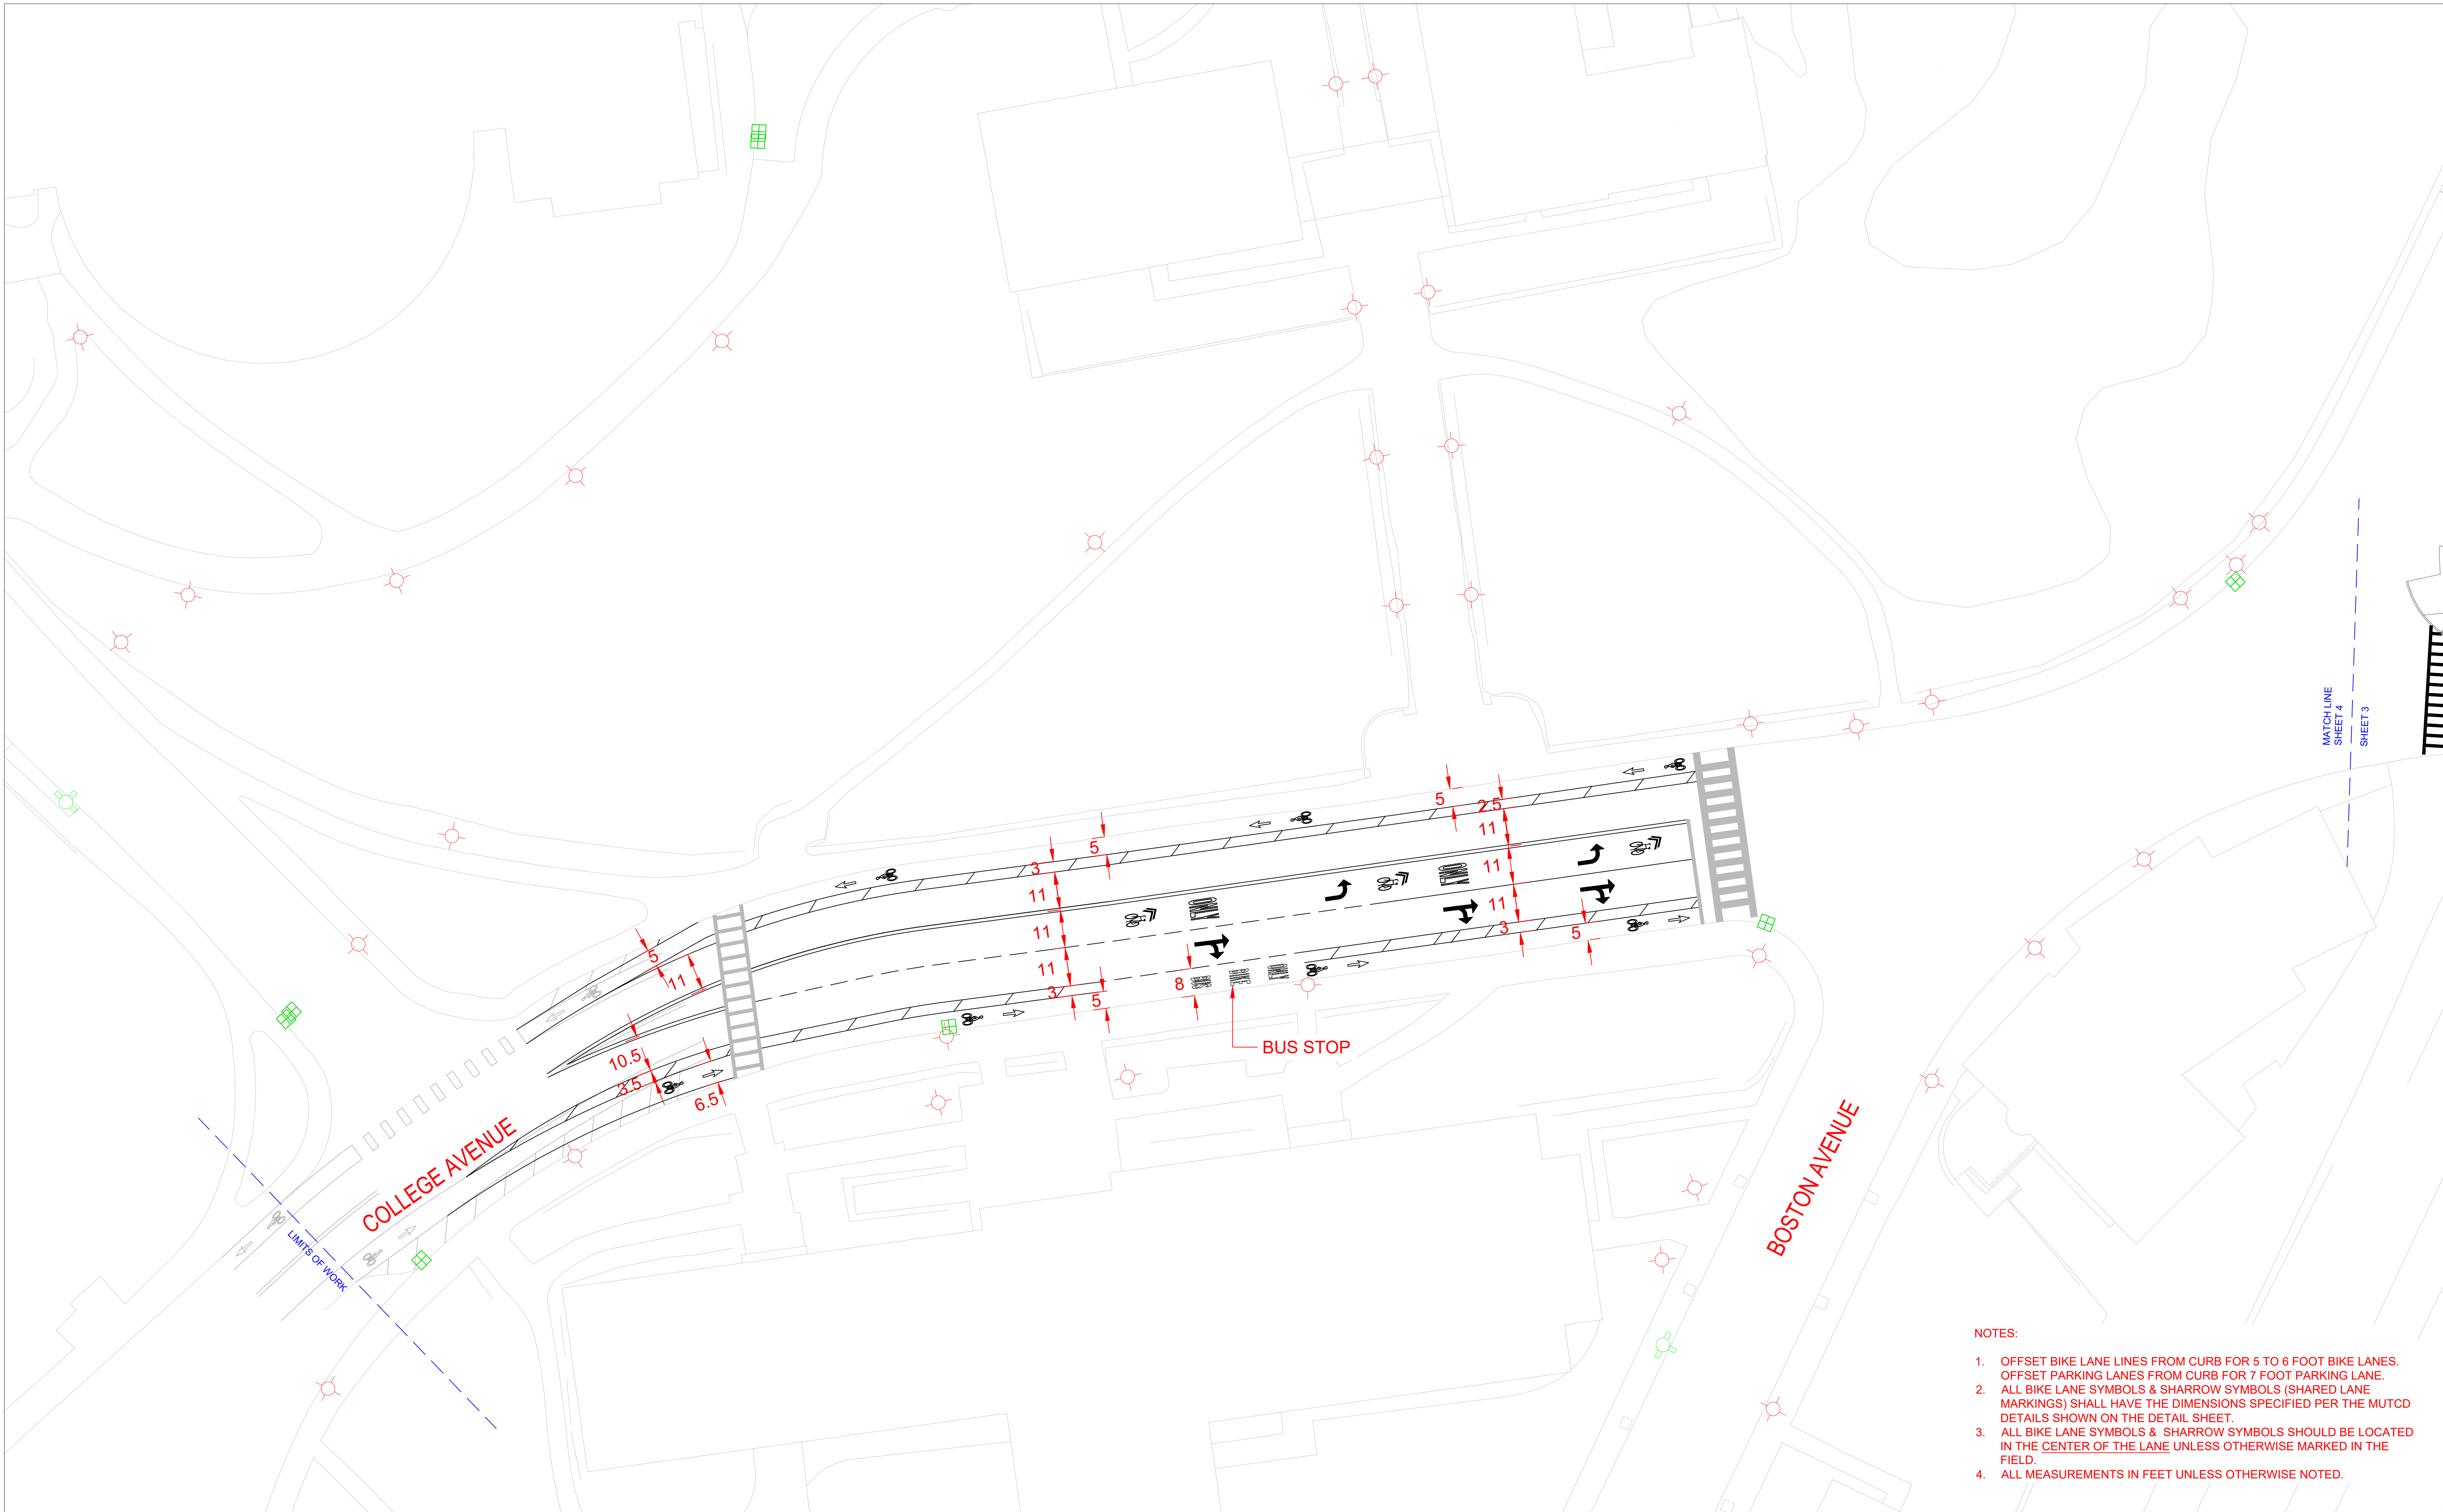 MATCH LINE
SHEET 4
SHEET 3
5
2.5
11
5
3
11
11
ONLY
11
ONLY
11
3
5
5
11
11
3
5
8
BUS
BIKE
ONLY
BUS STOP
10.5
3.5
6.5
COLLEGE AVENUE
LIMITS OF WORK
BOSTON AVENUE
NOTES:
1. OFFSET BIKE LANE LINES FROM CURB FOR 5 TO 6 FOOT BIKE LANES.
OFFSET PARKING LANES FROM CURB FOR 7 FOOT PARKING LANE.
2. ALL BIKE LANE SYMBOLS & SHARROW SYMBOLS (SHARED LANE
MARKINGS) SHALL HAVE THE DIMENSIONS SPECIFIED PER THE MUTCD
DETAILS SHOWN ON THE DETAIL SHEET.
3. ALL BIKE LANE SYMBOLS & SHARROW SYMBOLS SHOULD BE LOCATED
IN THE CENTER OF THE LANE UNLESS OTHERWISE MARKED IN THE
FIELD.
4. ALL MEASUREMENTS IN FEET UNLESS OTHERWISE NOTED.